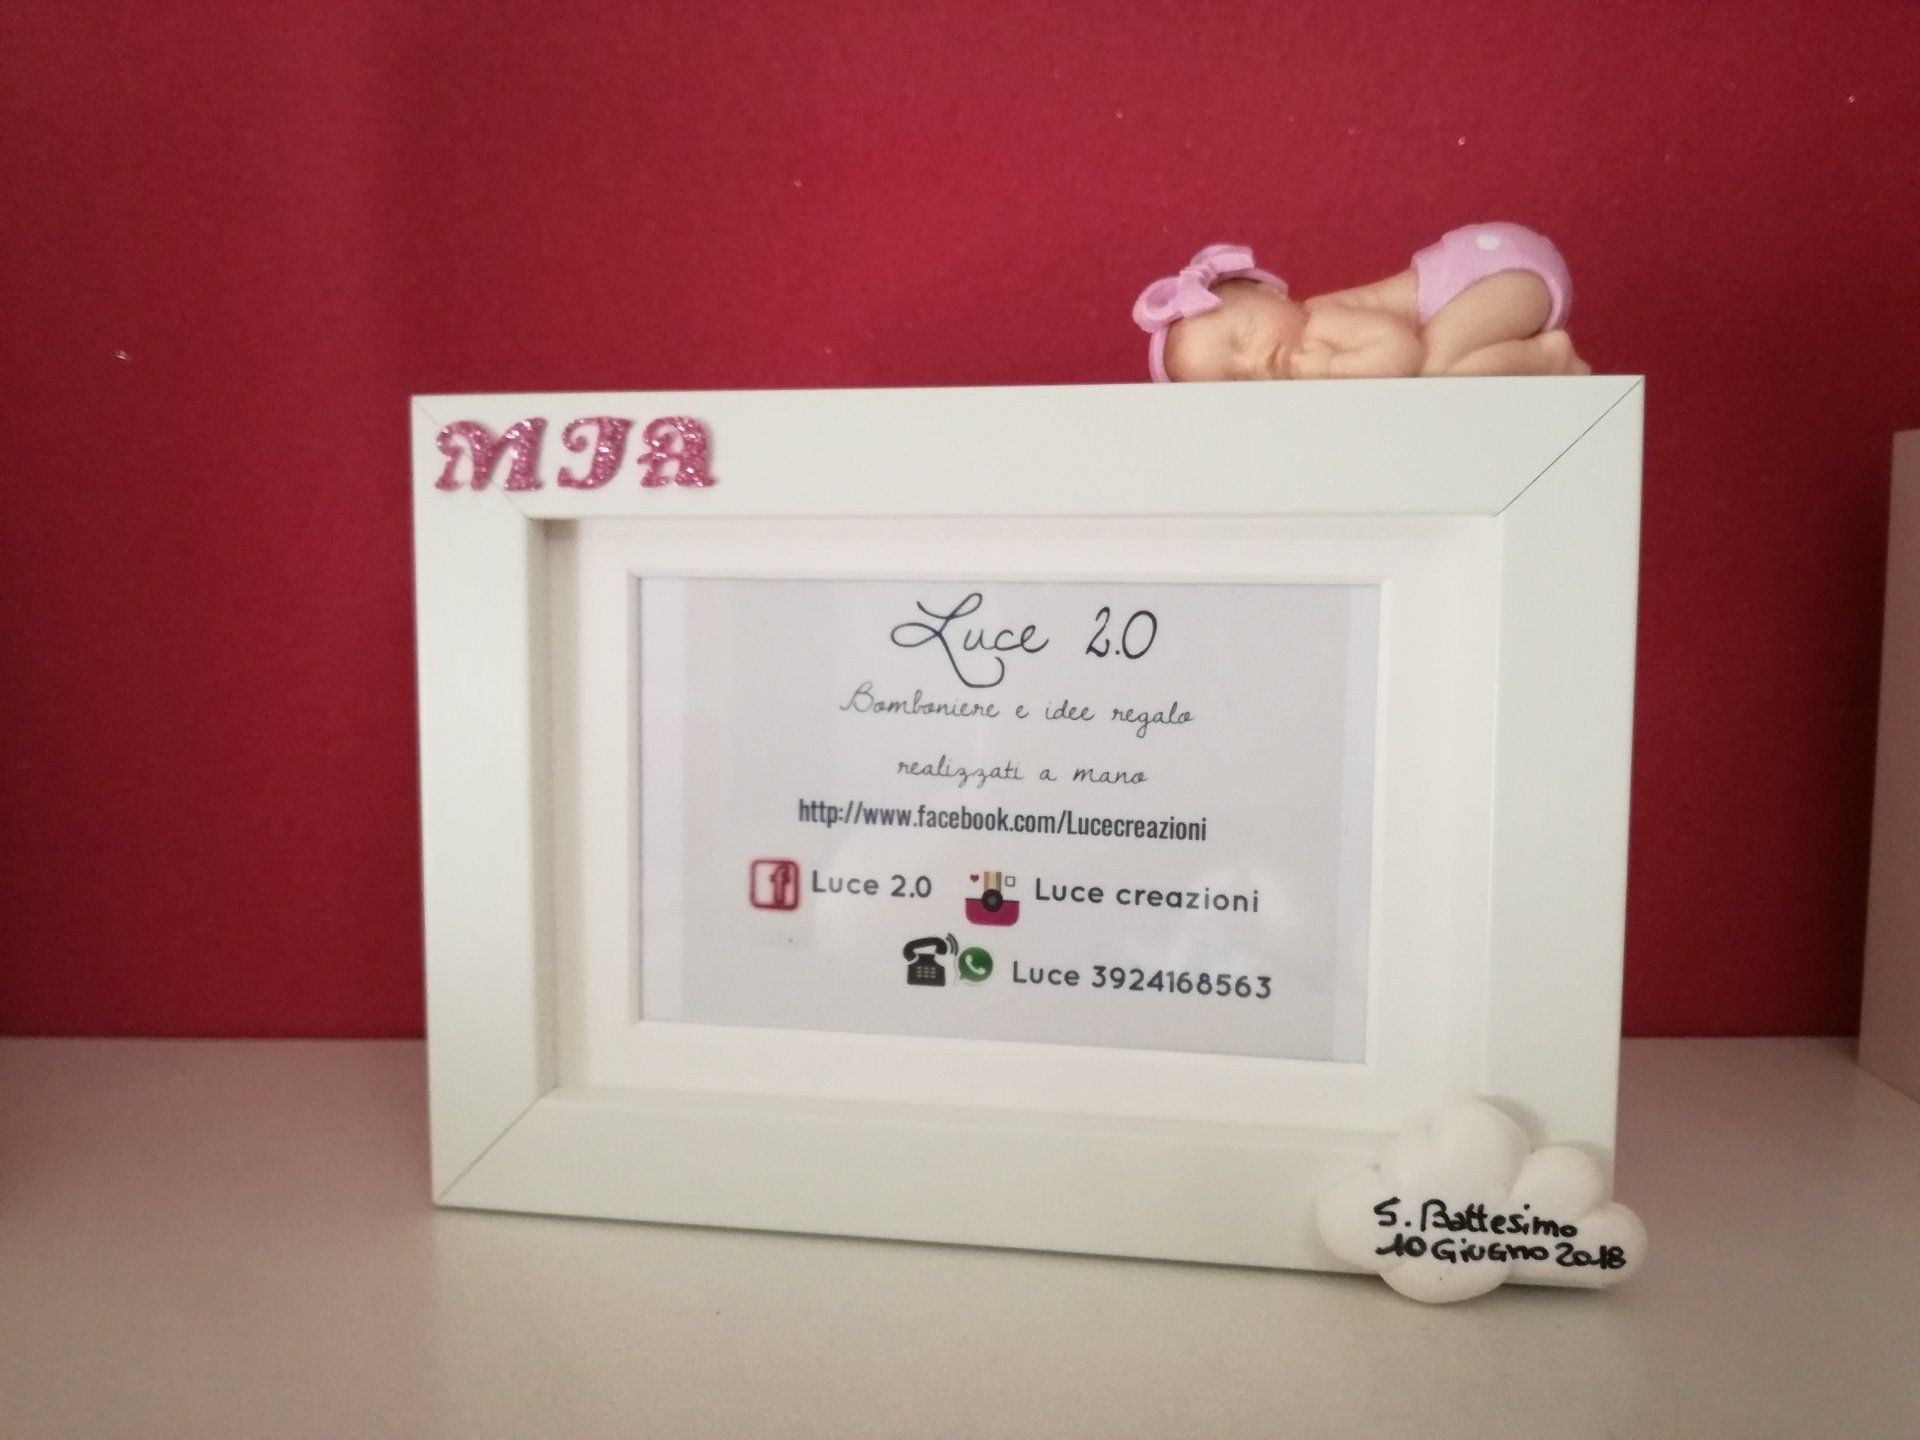 MIA
Luce 2.0
Bomboniere e idee regalo
realizzati a mano
http://www.facebook.com/Lucecreazioni
f Luce 2.0 Luce creazioni
Luce 3924168563
S. Battesimo
10 Giugno 2018